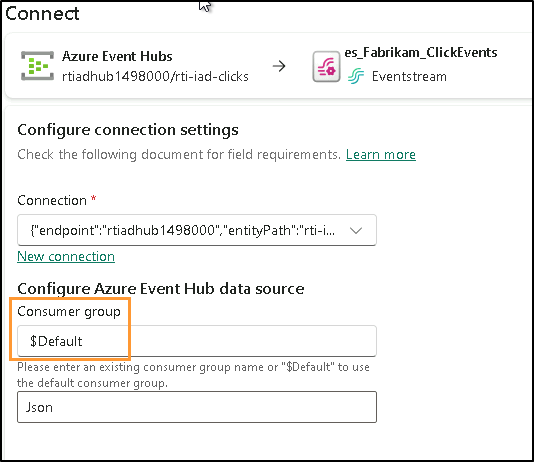 Connect
Azure Event Hubs
rtiadhub1498000/rti-iad-clicks
es_Fabrikam_ClickEvents
Eventstream
Configure connection settings
Check the following document for field requirements. Learn more
Connection *
{"endpoint":"rtiadhub1498000","entityPath":"rti-i...
New connection
Configure Azure Event Hub data source
Consumer group
$Default
Please enter an existing consumer group name or "$Default" to use
the default consumer group.
Json